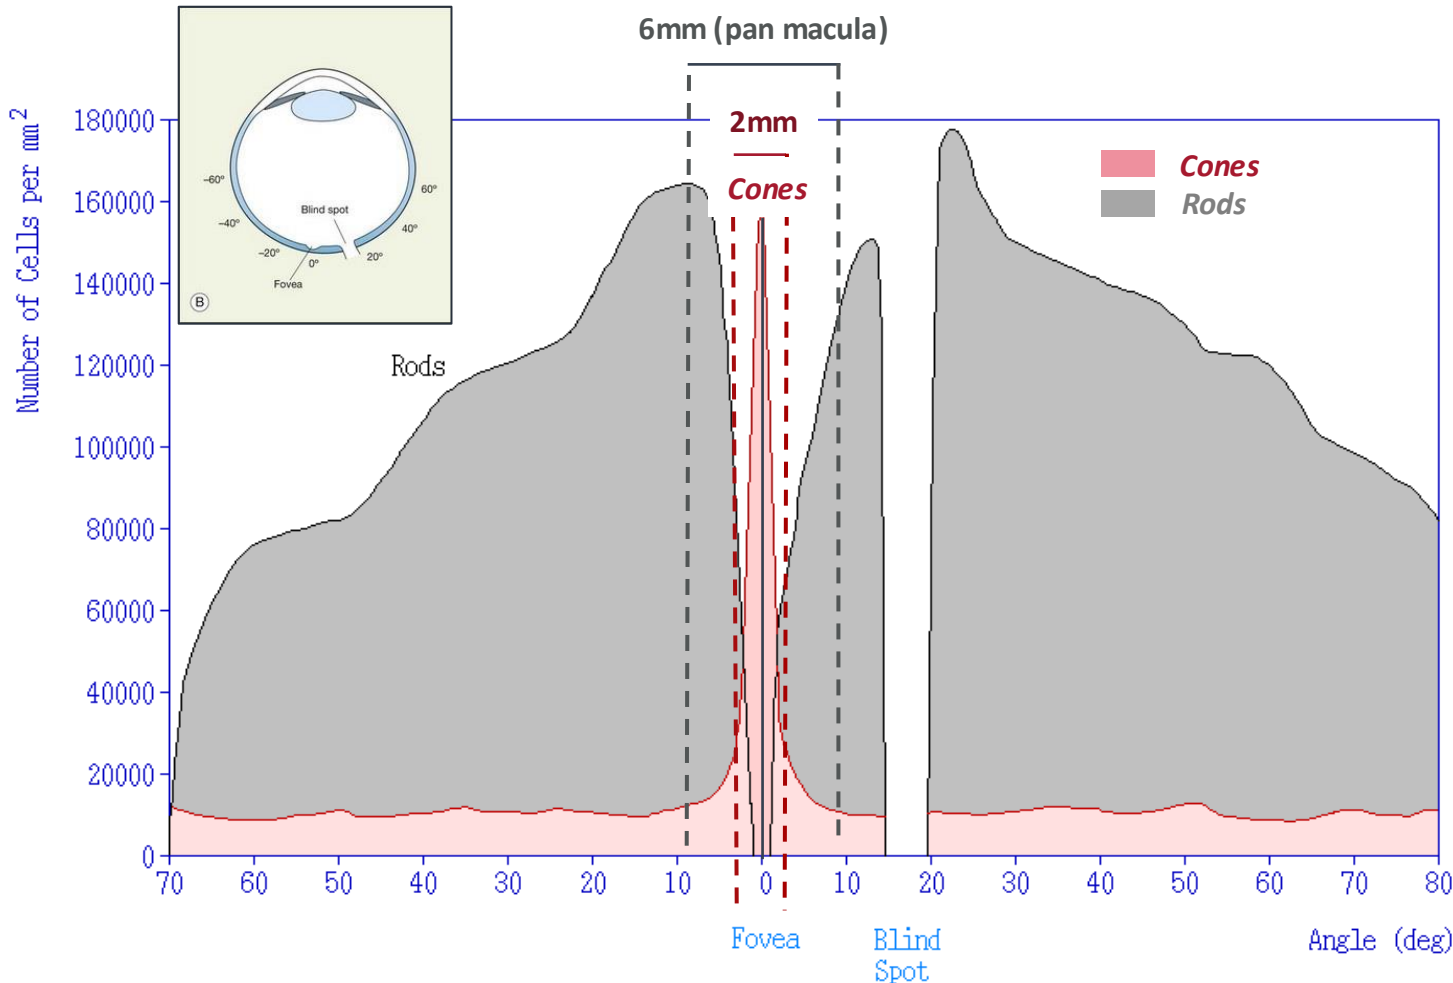 6mm (pan macula)
2mm
Cones
Cones
Rods
Number of Cells per mm²
180000
160000
140000
120000
100000
80000
60000
40000
20000
0
Rods
−60°
−40°
−20°
0°
20°
40°
60°
Blind spot
Fovea
B
70 60 50 40 30 20 10 0 10 20 30 40 50 60 70 80
Fovea
Blind
Spot
Angle (deg)